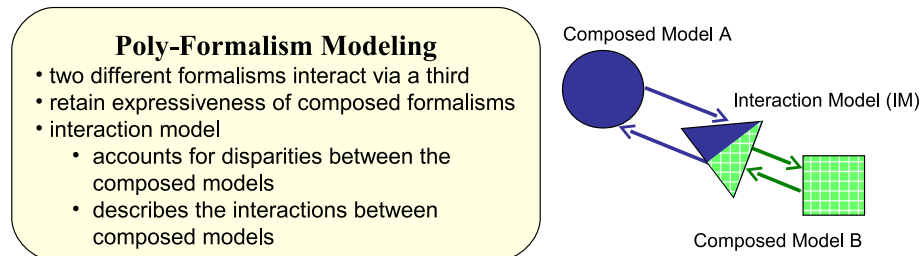 Poly-Formalism Modeling
• two different formalisms interact via a third
• retain expressiveness of composed formalisms
• interaction model
• accounts for disparities between the
composed models
• describes the interactions between
composed models
Composed Model A
Interaction Model (IM)
Composed Model B